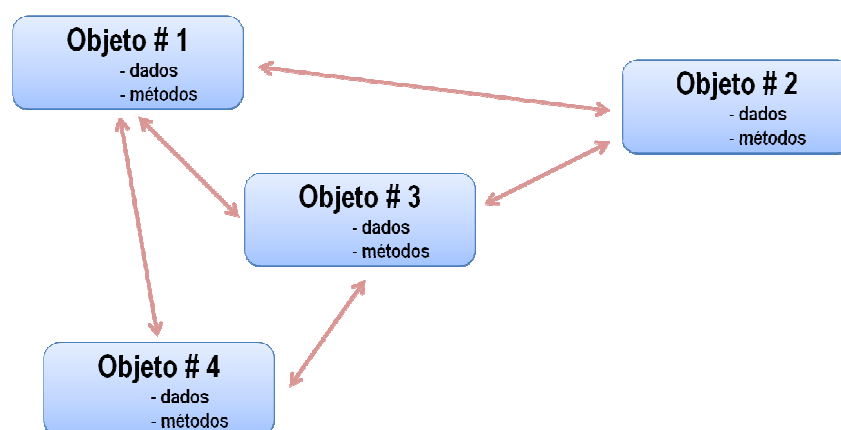 Objeto # 1
- dados
- métodos
Objeto # 2
- dados
- métodos
Objeto # 3
- dados
- métodos
Objeto # 4
- dados
- métodos